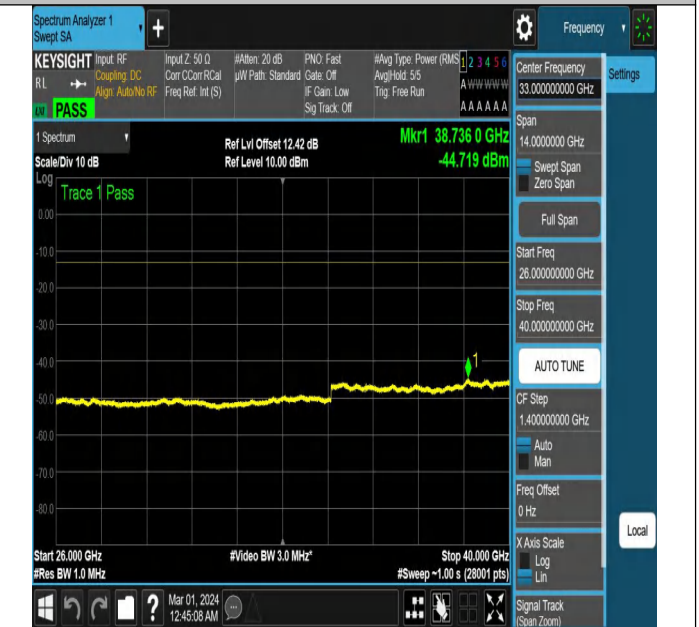 Spectrum Analyzer 1
Swept SA
+
Frequency
KEYSIGHT
RL
PASS
Input: RF
Coupling: DC
Align: Auto/No RF
Input Z: 50 Ω
Corr CCorr RCal
Freq Ref: Int (S)
#Atten: 20 dB
µW Path: Standard
PNO: Fast
Gate: Off
IF Gain: Low
Sig Track: Off
#Avg Type: Power (RMS
Avg|Hold: 5/5
Trig: Free Run
1 2 3 4 5 6
A W W W W W
A A A A A A
1 Spectrum
Scale/Div 10 dB
Log
Ref Lvl Offset 12.42 dB
Ref Level 10.00 dBm
Mkr1 38.736 0 GHz
-44.719 dBm
Trace 1 Pass
0.00
-10.0
-20.0
-30.0
-40.0
-50.0
-60.0
-70.0
-80.0
1
Start 26.000 GHz
#Res BW 1.0 MHz
#Video BW 3.0 MHz*
Stop 40.000 GHz
#Sweep ~1.00 s (28001 pts)
?
Mar 01, 2024
12:45:08 AM
Center Frequency
33.000000000 GHz
Settings
Span
14.0000000 GHz
Swept Span
Zero Span
Full Span
Start Freq
26.000000000 GHz
Stop Freq
40.000000000 GHz
AUTO TUNE
CF Step
1.400000000 GHz
Auto
Man
Freq Offset
0 Hz
X Axis Scale
Log
Lin
Signal Track
(Span Zoom)
Local